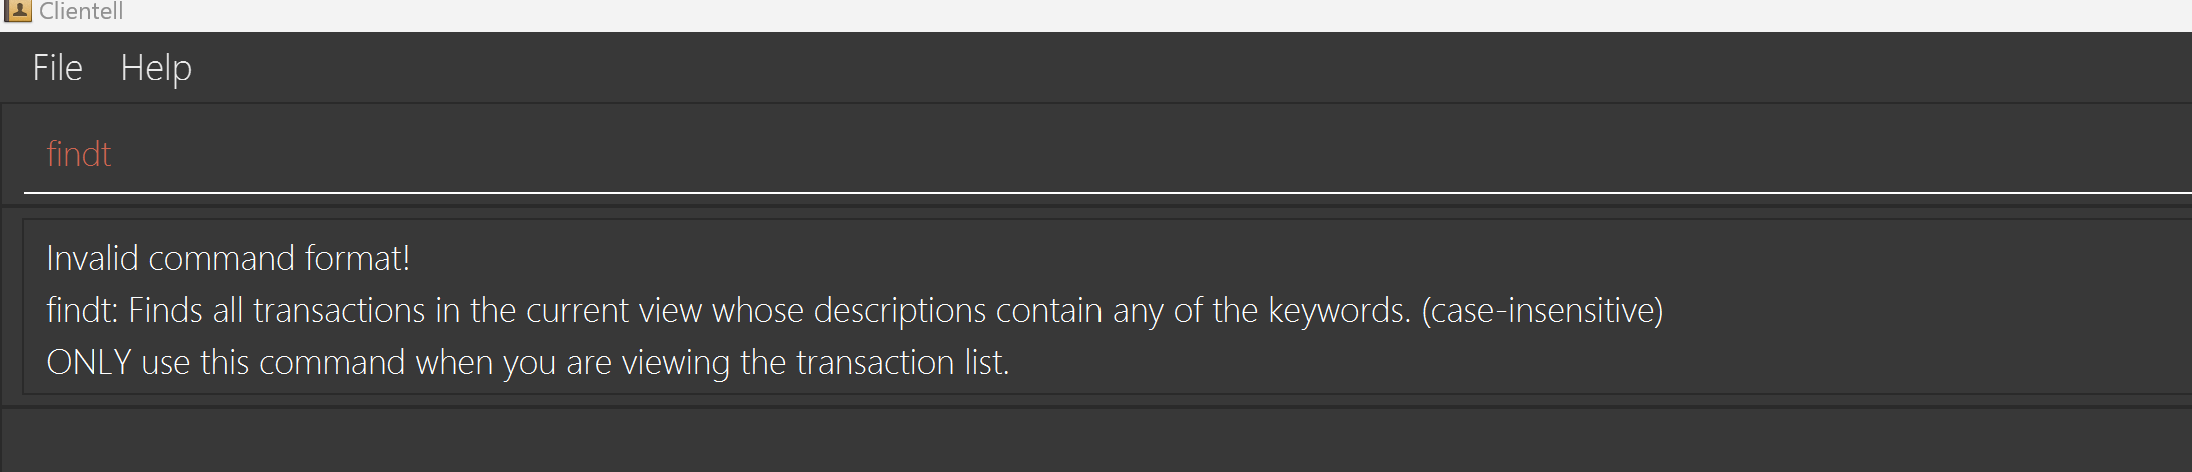 Clientell
File Help
findt
Invalid command format!
findt: Finds all transactions in the current view whose descriptions contain any of the keywords. (case-insensitive)
ONLY use this command when you are viewing the transaction list.